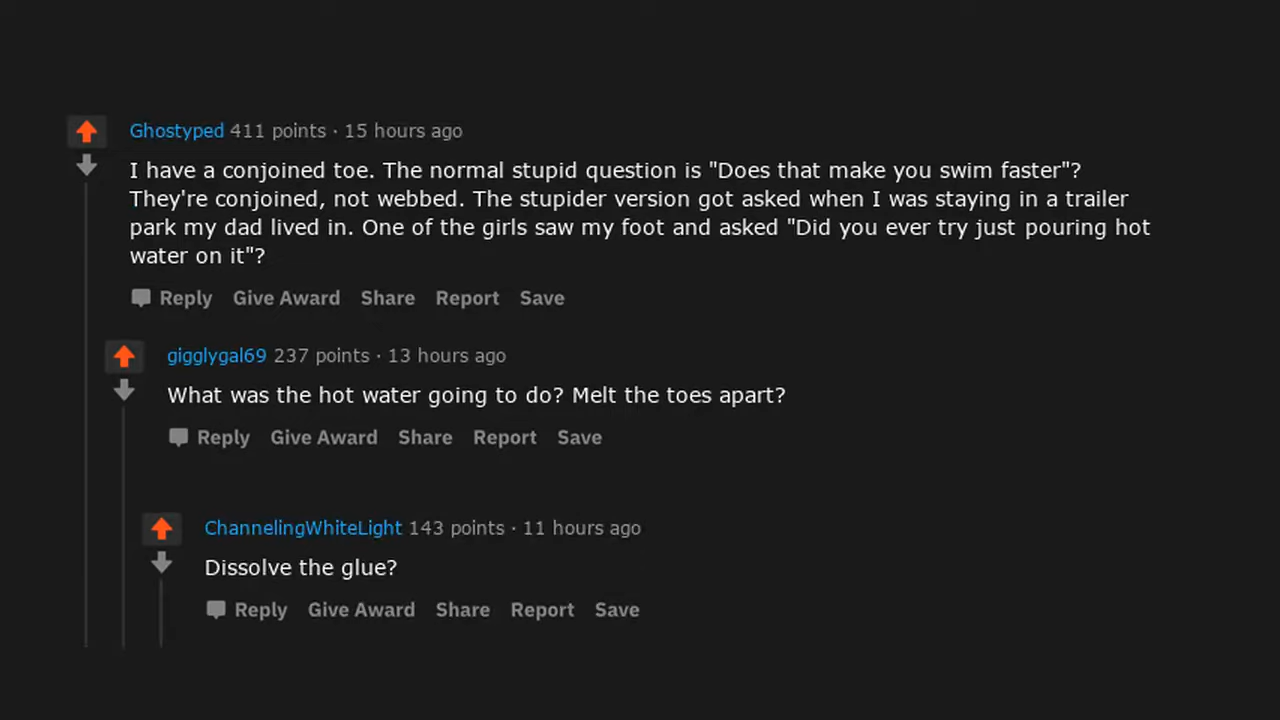 Ghostyped 411 points · 15 hours ago
I have a conjoined toe. The normal stupid question is "Does that make you swim faster"?
They're conjoined, not webbed. The stupider version got asked when I was staying in a trailer
park my dad lived in. One of the girls saw my foot and asked "Did you ever try just pouring hot
water on it"?
Reply Give Award Share Report Save
gigglygal69 237 points · 13 hours ago
What was the hot water going to do? Melt the toes apart?
Reply Give Award Share Report Save
ChannelingWhiteLight 143 points · 11 hours ago
Dissolve the glue?
Reply Give Award Share Report Save